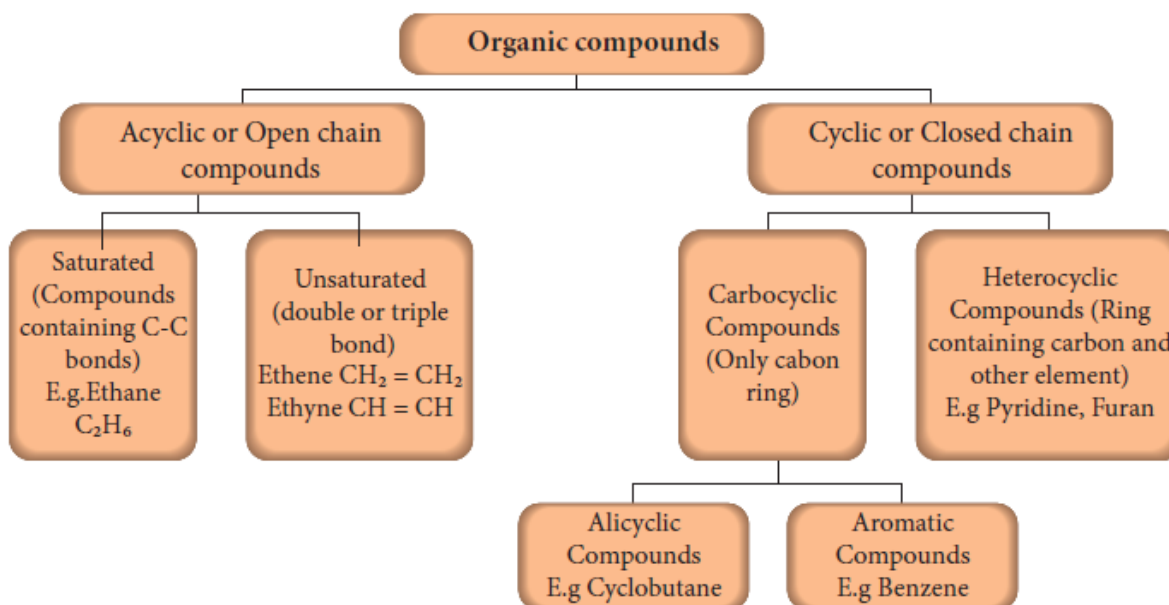 Organic compounds
Acyclic or Open chain
compounds
Cyclic or Closed chain
compounds
Saturated
(Compounds
containing C-C
bonds)
E.g.Ethane
C₂H₆
Unsaturated
(double or triple
bond)
Ethene CH₂ = CH₂
Ethyne CH = CH
Carbocyclic
Compounds
(Only cabon
ring)
Heterocyclic
Compounds (Ring
containing carbon and
other element)
E.g Pyridine, Furan
Alicyclic
Compounds
E.g Cyclobutane
Aromatic
Compounds
E.g Benzene